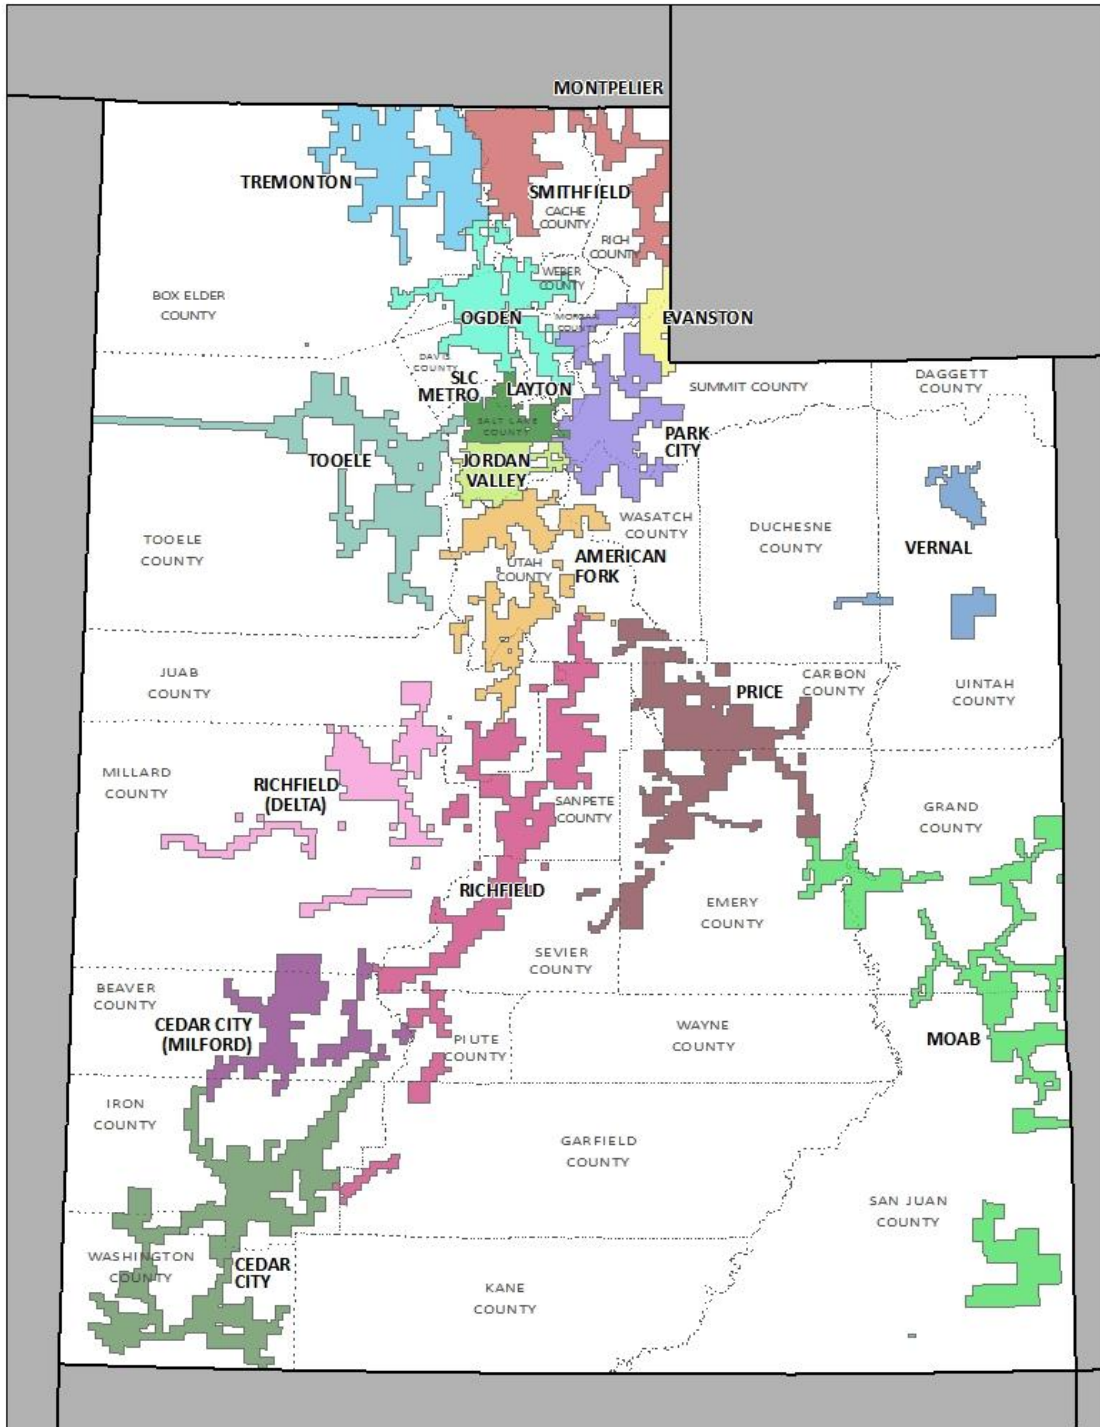 MONTPELIER
TREMONTON
SMITHFIELD
CACHE
COUNTY
RICH
COUNTY
WEBER
COUNTY
BOX ELDER
COUNTY
OGDEN
MORGAN
COUNTY
EVANSTON
DAVIS
COUNTY
SLC
METRO
LAYTON
SUMMIT COUNTY
DAGGETT
COUNTY
SALT LAKE
COUNTY
PARK
CITY
TOOELE
JORDAN
VALLEY
WASATCH
COUNTY
DUCHESNE
COUNTY
VERNAL
TOOELE
COUNTY
UTAH
COUNTY
AMERICAN
FORK
JUAB
COUNTY
PRICE
CARBON
COUNTY
UINTAH
COUNTY
MILLARD
COUNTY
RICHFIELD
(DELTA)
SANPETE
COUNTY
GRAND
COUNTY
RICHFIELD
EMERY
COUNTY
SEVIER
COUNTY
BEAVER
COUNTY
CEDAR CITY
(MILFORD)
PIUTE
COUNTY
WAYNE
COUNTY
MOAB
IRON
COUNTY
GARFIELD
COUNTY
SAN JUAN
COUNTY
WASHINGTON
COUNTY
CEDAR
CITY
KANE
COUNTY